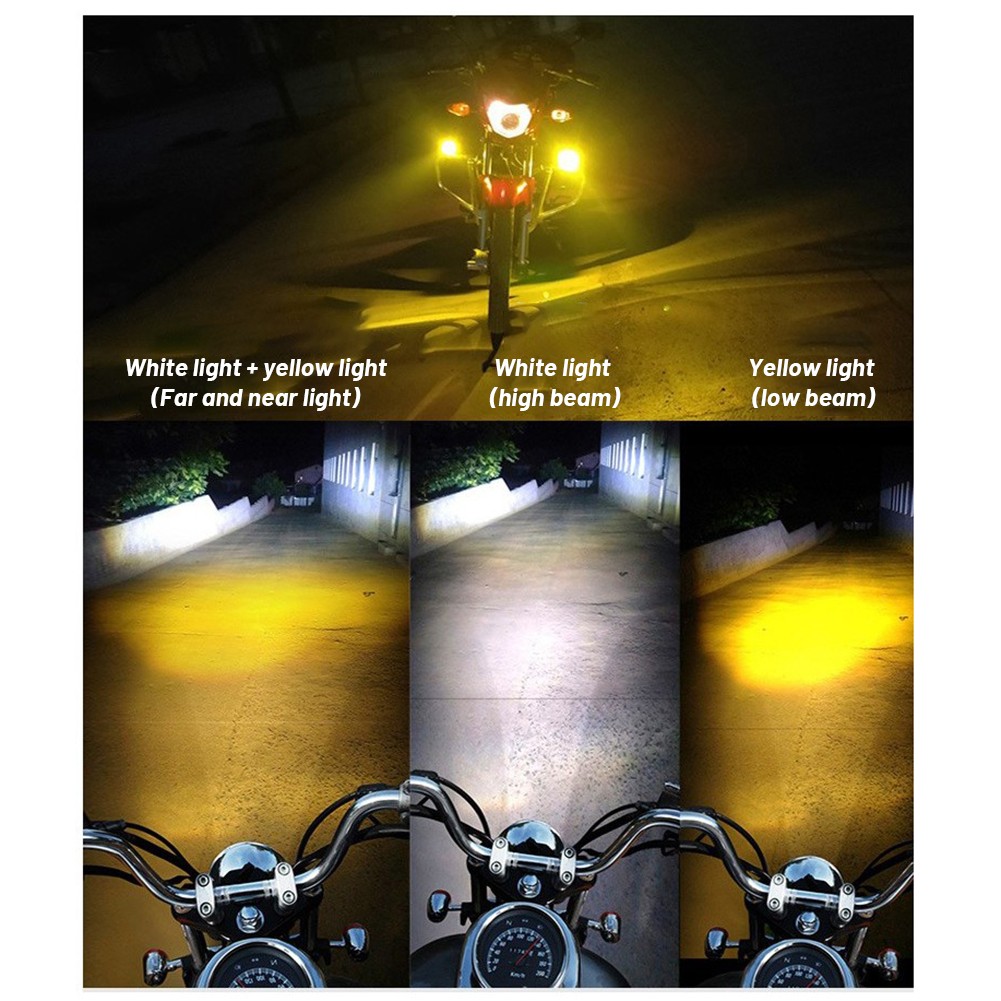 White light + yellow light
(Far and near light)
White light
(high beam)
Yellow light
(low beam)